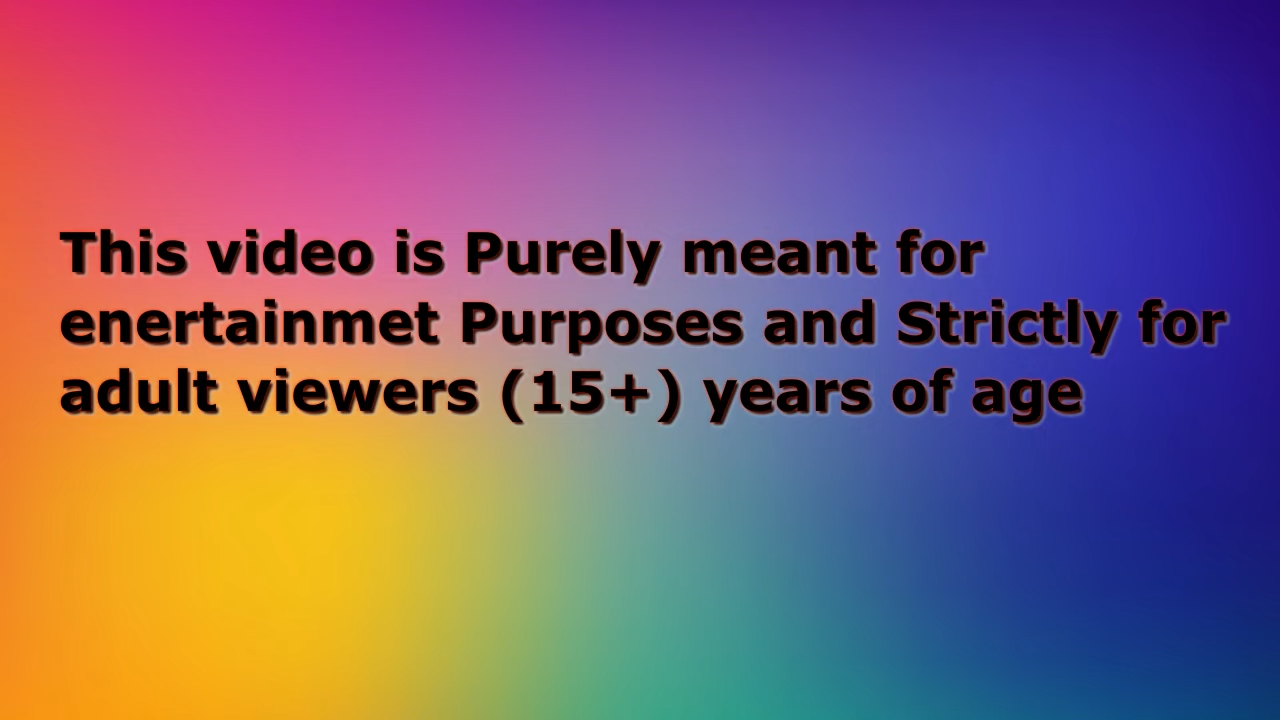 This video is Purely meant for
enertainmet Purposes and Strictly for
adult viewers (15+) years of age